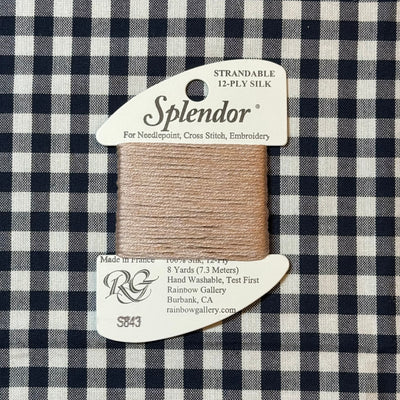 STRANDABLE
12-PLY SILK
Splendor®
For Needlepoint, Cross Stitch, Embroidery
Made in France
100% Silk, 12-Ply
8 Yards (7.3 Meters)
Hand Washable, Test First
Rainbow Gallery
Burbank, CA
rainbowgallery.com
RG
S843